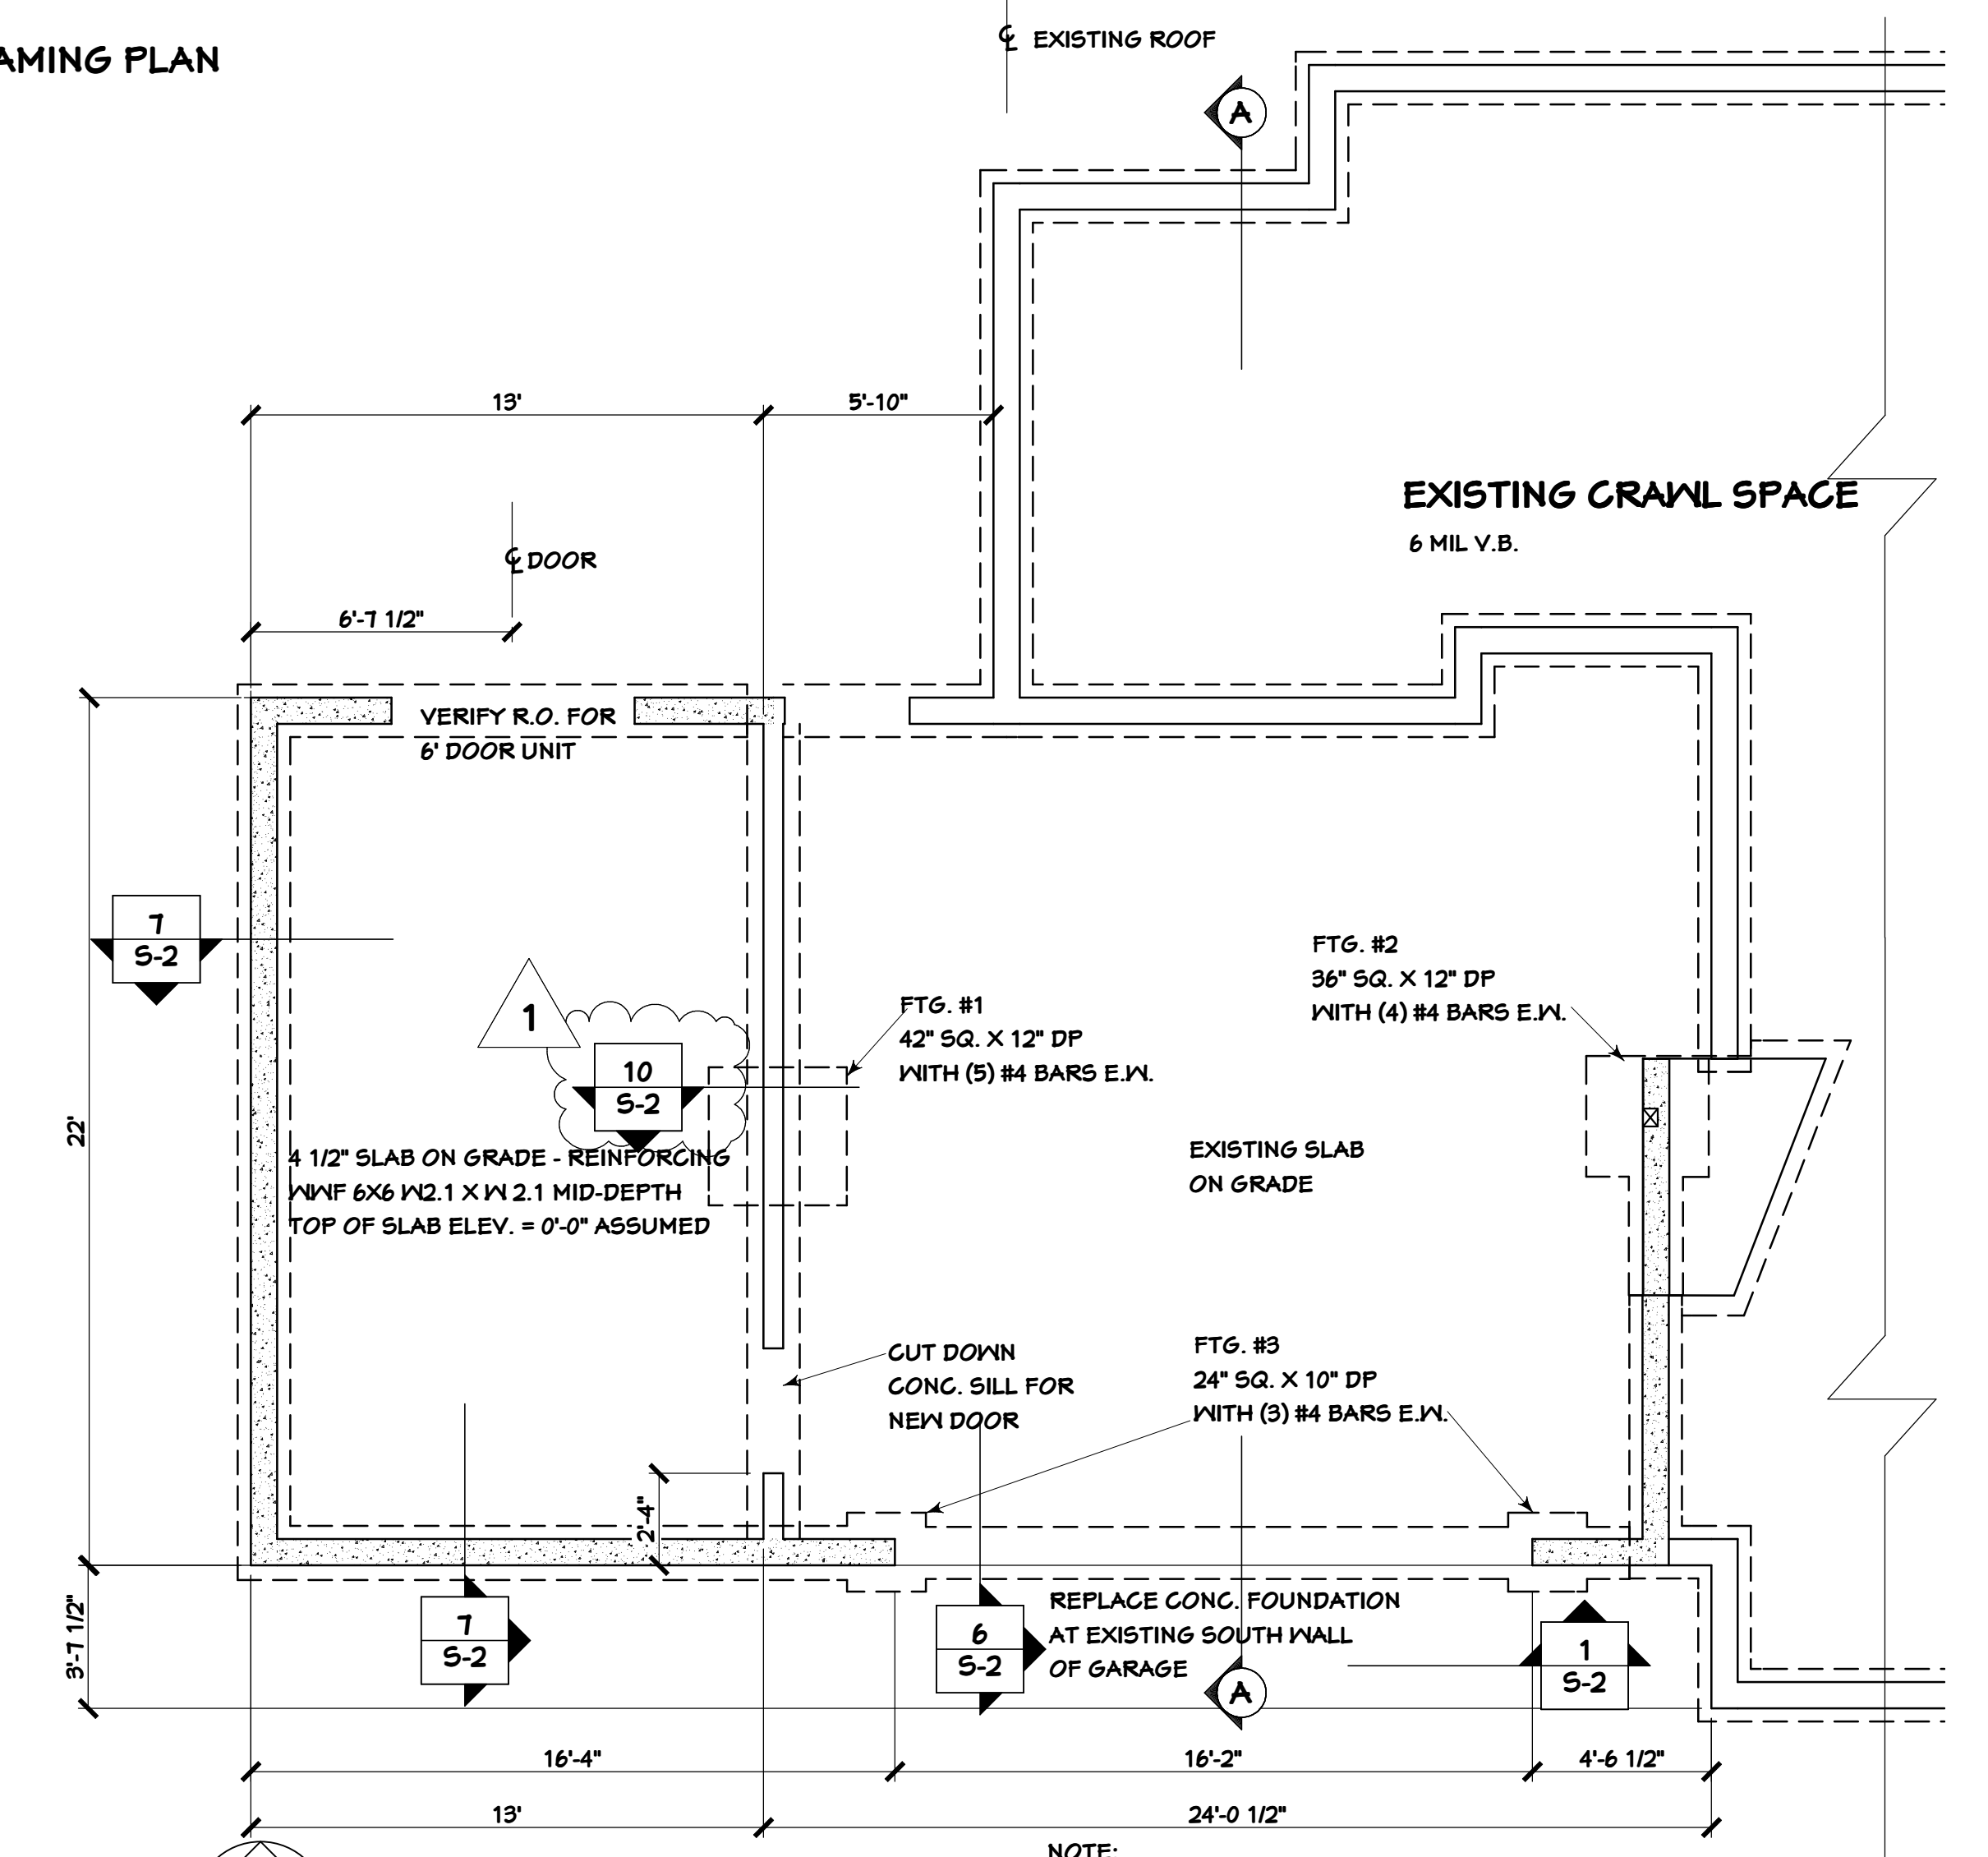 AMING PLAN
℄ EXISTING ROOF
A
13'
5'-10"
EXISTING CRAWL SPACE
6 MIL V.B.
℄ DOOR
6'-7 1/2"
VERIFY R.O. FOR
6' DOOR UNIT
7
S-2
22'
1
10
S-2
FTG. #1
42" SQ. X 12" DP
WITH (5) #4 BARS E.W.
FTG. #2
36" SQ. X 12" DP
WITH (4) #4 BARS E.W.
4 1/2" SLAB ON GRADE - REINFORCING
WWF 6X6 W2.1 X W 2.1 MID-DEPTH
TOP OF SLAB ELEV. = 0'-0" ASSUMED
EXISTING SLAB
ON GRADE
CUT DOWN
CONC. SILL FOR
NEW DOOR
FTG. #3
24" SQ. X 10" DP
WITH (3) #4 BARS E.W.
2'-4"
3'-7 1/2"
7
S-2
6
S-2
REPLACE CONC. FOUNDATION
AT EXISTING SOUTH WALL
OF GARAGE
A
1
S-2
16'-4"
16'-2"
4'-6 1/2"
13'
24'-0 1/2"
NOTE: